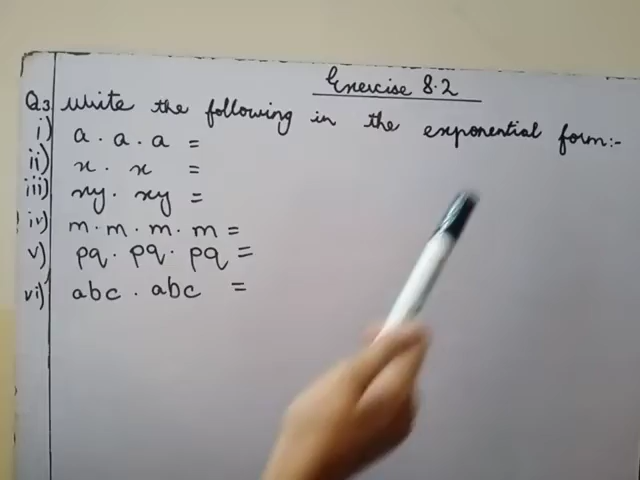 Exercise 8.2
Q3 Write the following in the exponential form:-
i) a . a . a =
ii) x . x =
iii) xy . xy =
iv) m . m . m . m =
v) pq . pq . pq =
vi) abc . abc =